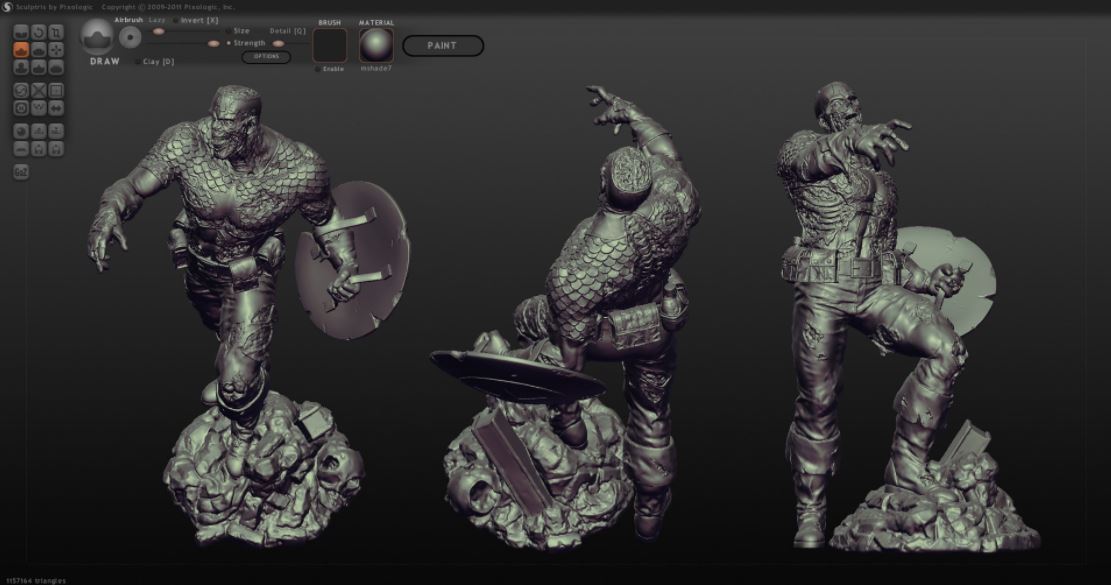 Sculptris by Pixologic Copyright © 2009-2011 Pixologic, Inc.
Airbrush Lazy Invert [X]
Size Detail [Q]
Strength
DRAW Clay [D]
OPTIONS
BRUSH
Enable
MATERIAL
mshade7
PAINT
GoZ
1157164 triangles